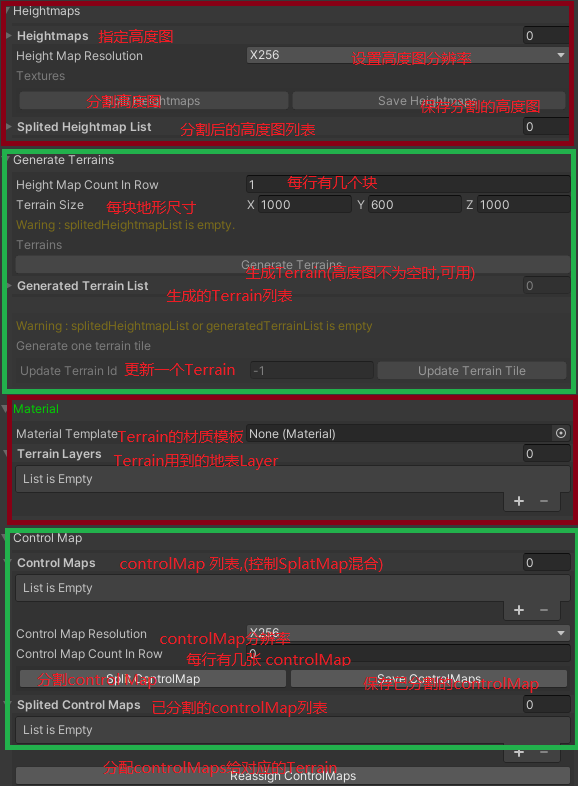 Heightmaps
Heightmaps 指定高度图 0
Height Map Resolution X256 设置高度图分辨率
Textures
Split Heightmaps 分割高度图 Save Heightmaps 保存分割的高度图
Splited Heightmap List 分割后的高度图列表 0
Generate Terrains
Height Map Count In Row 1 每行有几个块
Terrain Size 每块地形尺寸 X 1000 Y 600 Z 1000
Waring : splitedHeightmapList is empty.
Terrains
Generate Terrains
生成Terrain(高度图不为空时,可用)
Generated Terrain List 0
生成的Terrain列表
Warning : splitedHeightmapList or generatedTerrainList is empty
Generate one terrain tile
Update Terrain Id 更新一个Terrain -1 Update Terrain Tile
Material
Material Template Terrain的材质模板 None (Material)
Terrain Layers Terrain用到的地表Layer 0
List is Empty
+ −
Control Map
Control Maps controlMap 列表,(控制SplatMap混合) 0
List is Empty
+ −
Control Map Resolution controlMap分辨率 X256
Control Map Count In Row 每行有几张 controlMap 0
Split ControlMap 分割controlMap Save ControlMaps 保存已分割的controlMap
Splited Control Maps 已分割的controlMap列表 0
List is Empty
+ −
分配controlMaps给对应的Terrain
Reassign ControlMaps